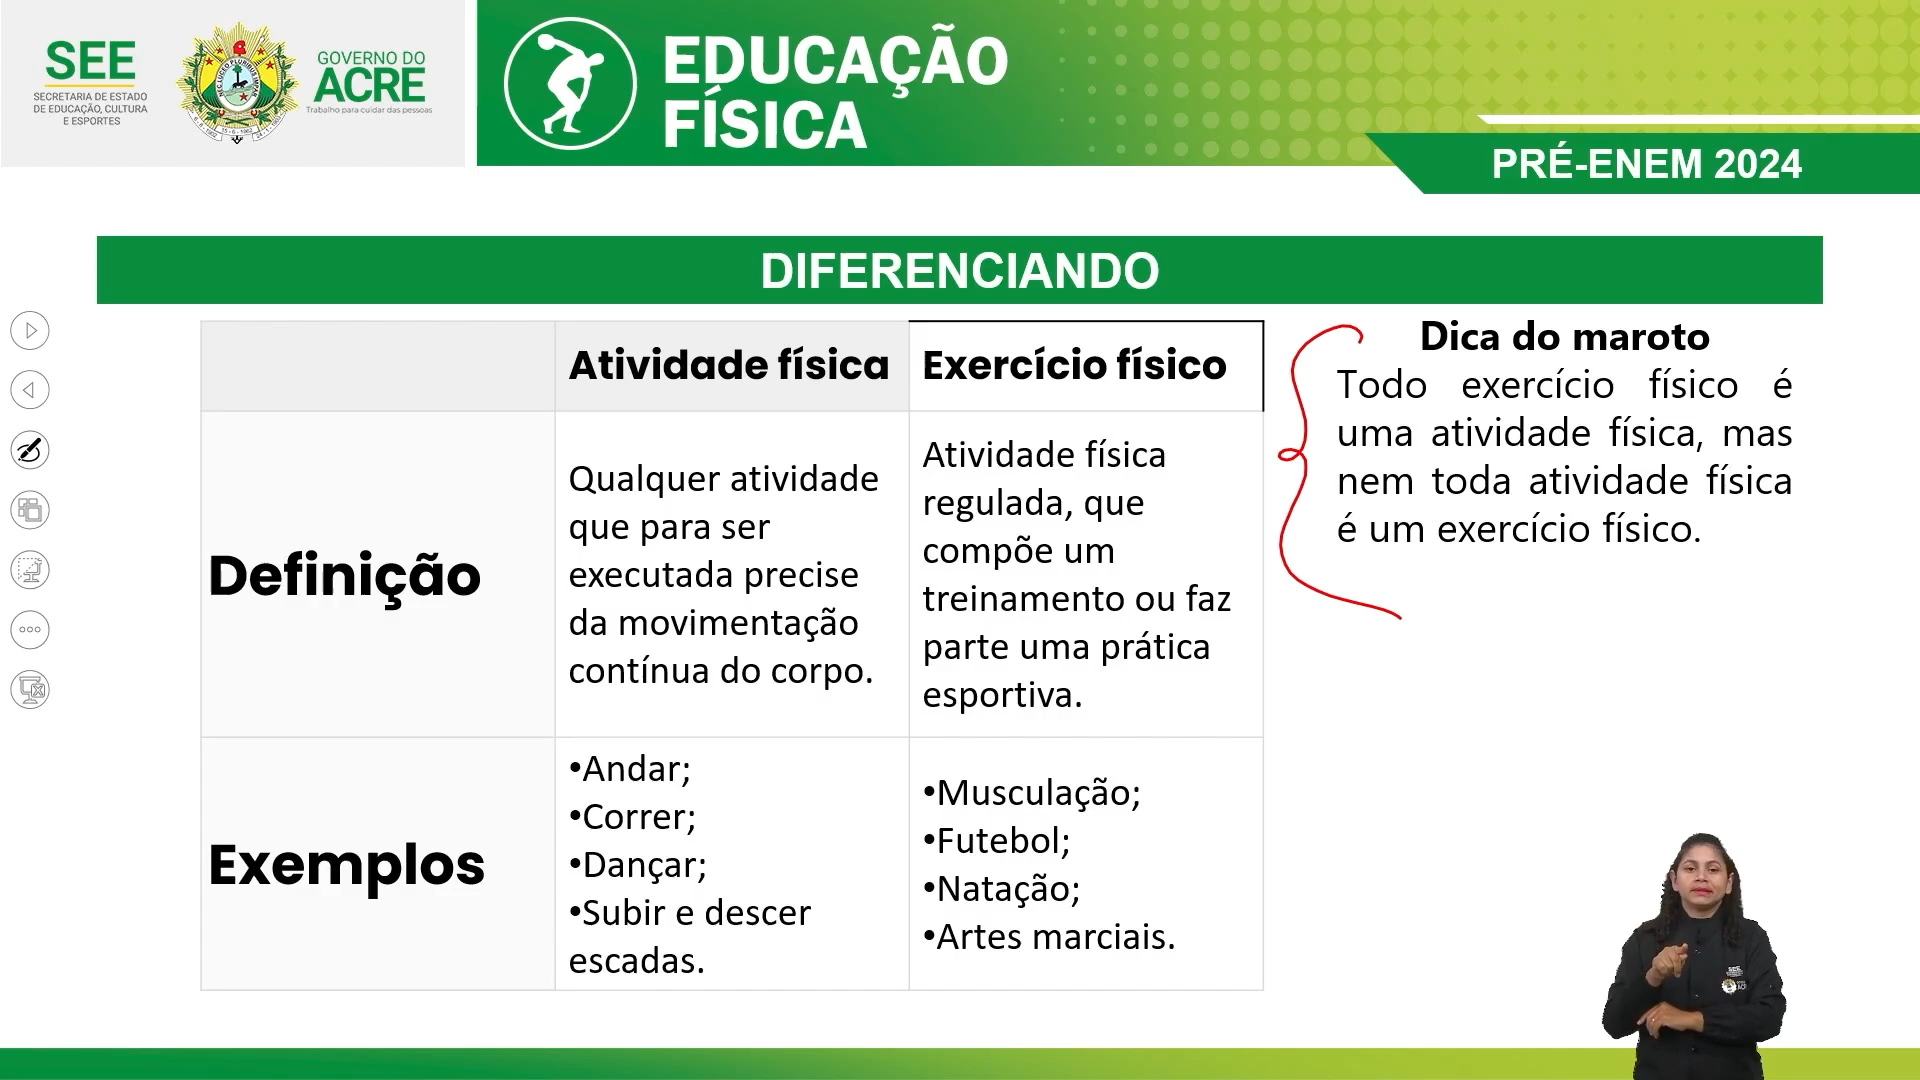 SEE
SECRETARIA DE ESTADO
DE EDUCAÇÃO, CULTURA
E ESPORTES
GOVERNO DO
ACRE
Trabalho para cuidar das pessoas
EDUCAÇÃO
FÍSICA
PRÉ-ENEM 2024
DIFERENCIANDO
Atividade física
Exercício físico
Definição
Qualquer atividade
que para ser
executada precise
da movimentação
contínua do corpo.
Atividade física
regulada, que
compõe um
treinamento ou faz
parte uma prática
esportiva.
Exemplos
•Andar;
•Correr;
•Dançar;
•Subir e descer
escadas.
•Musculação;
•Futebol;
•Natação;
•Artes marciais.
Dica do maroto
Todo exercício físico é
uma atividade física, mas
nem toda atividade física
é um exercício físico.
SEE